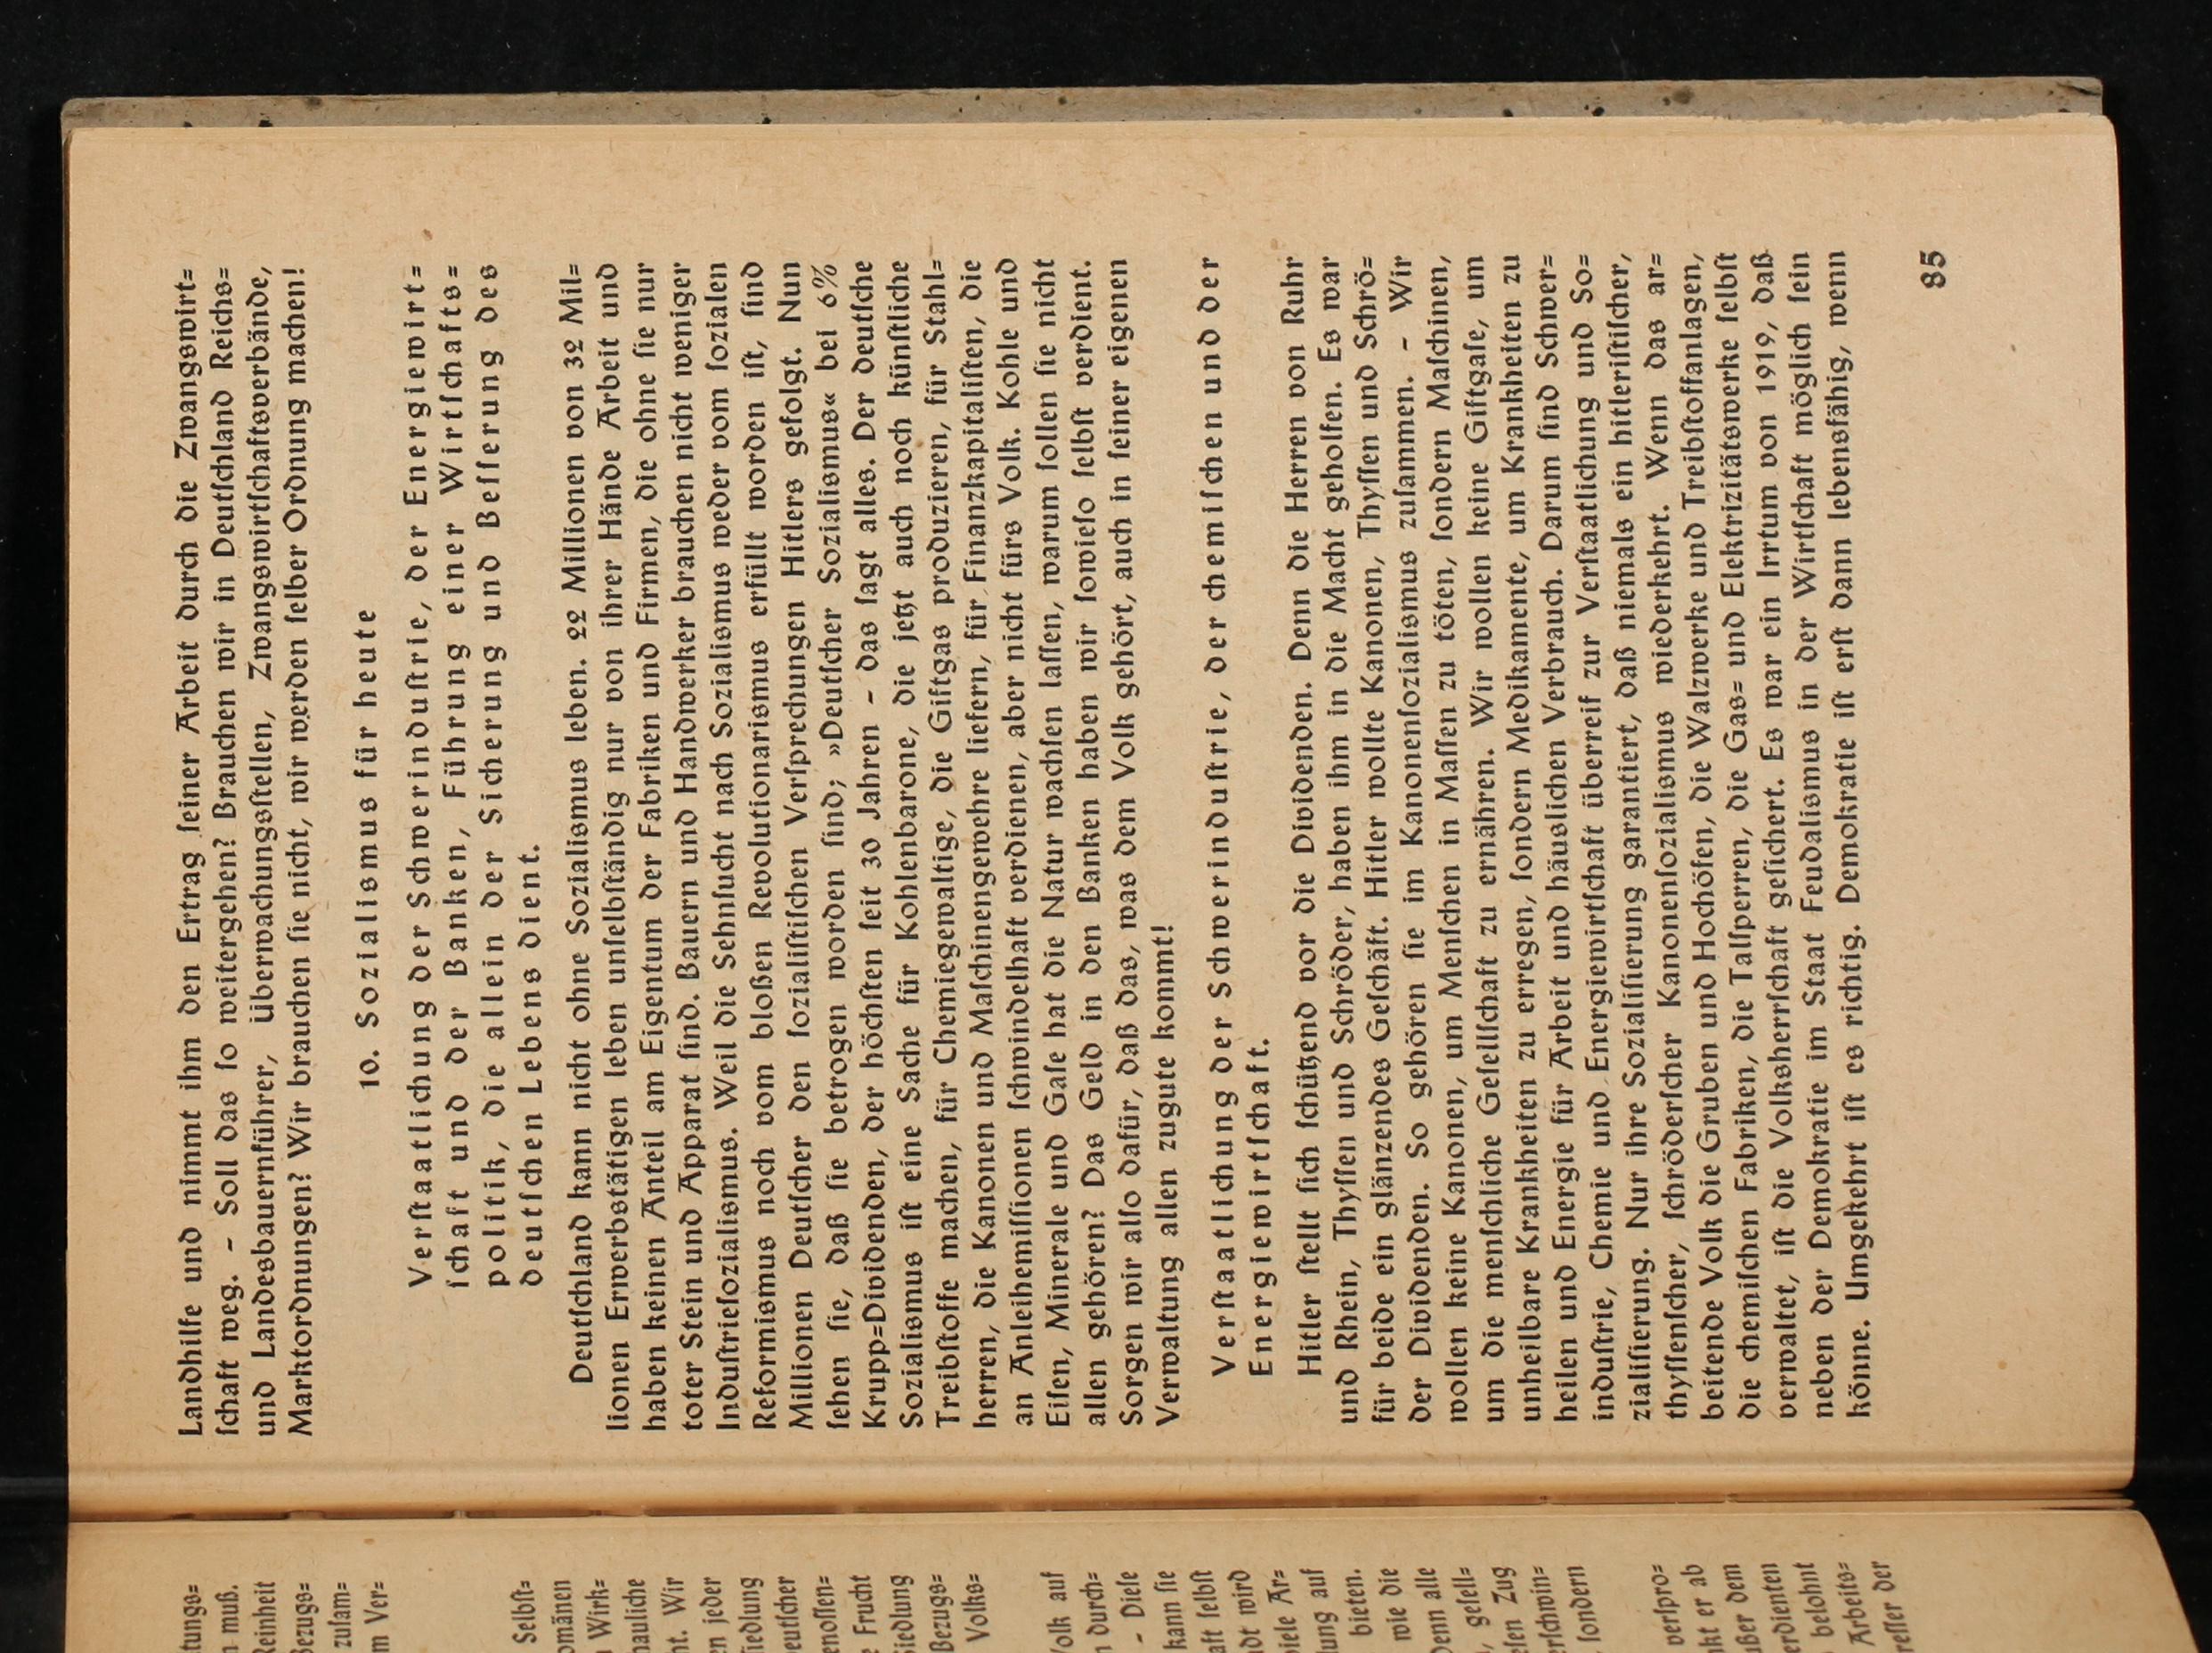 Landhilfe und nimmt ihm den Ertrag ſeiner Arbeit durch die Zwangswirt=
ſchaft weg. – Soll das ſo weitergehen? Brauchen wir in Deutſchland Reichs=
und Landesbauernführer, Überwachungsſtellen, Zwangswirtſchaftsverbände,
Marktordnungen? Wir brauchen ſie nicht, wir werden ſelber Ordnung machen!
10. Sozialismus für heute
Verſtaatlichung der Schwerinduſtrie, der Energiewirt=
ſchaft und der Banken, Führung einer Wirtſchafts=
politik, die allein der Sicherung und Beſſerung des
deutſchen Lebens dient.
Deutſchland kann nicht ohne Sozialismus leben. 22 Millionen von 32 Mil=
lionen Erwerbstätigen leben unſelbſtändig nur von ihrer Hände Arbeit und
haben keinen Anteil am Eigentum der Fabriken und Firmen, die ohne ſie nur
toter Stein und Apparat ſind. Bauern und Handwerker brauchen nicht weniger
Induſtrieſozialismus. Weil die Sehnſucht nach Sozialismus weder vom ſozialen
Reformismus noch vom bloßen Revolutionarismus erfüllt worden iſt, ſind
Millionen Deutſcher den ſozialiſtiſchen Verſprechungen Hitlers gefolgt. Nun
ſehen ſie, daß ſie betrogen worden ſind; »Deutſcher Sozialismus« bei 6%
Krupp=Dividenden, der höchſten ſeit 30 Jahren – das ſagt alles. Der deutſche
Sozialismus iſt eine Sache für Kohlenbarone, die jetzt auch noch künſtliche
Treibſtoffe machen, für Chemiegewaltige, die Giftgas produzieren, für Stahl=
herren, die Kanonen und Maſchinengewehre liefern, für Finanzkapitaliſten, die
an Anleihemiſſionen ſchwindelhaft verdienen, aber nicht fürs Volk. Kohle und
Eiſen, Minerale und Gaſe hat die Natur wachſen laſſen, warum ſollen ſie nicht
allen gehören? Das Geld in den Banken haben wir ſowieſo ſelbſt verdient.
Sorgen wir alſo dafür, daß das, was dem Volk gehört, auch in ſeiner eigenen
Verwaltung allen zugute kommt!
Verſtaatlichung der Schwerinduſtrie, der chemiſchen und der
Energiewirtſchaft.
Hitler ſtellt ſich ſchützend vor die Dividenden. Denn die Herren von Ruhr
und Rhein, Thyſſen und Schröder, haben ihm in die Macht geholfen. Es war
für beide ein glänzendes Geſchäft. Hitler wollte Kanonen, Thyſſen und Schrö=
der Dividenden. So gehören ſie im Kanonenſozialismus zuſammen. – Wir
wollen keine Kanonen, um Menſchen in Maſſen zu töten, ſondern Maſchinen,
um die menſchliche Geſellſchaft zu ernähren. Wir wollen keine Giftgaſe, um
unheilbare Krankheiten zu erregen, ſondern Medikamente, um Krankheiten zu
heilen und Energie für Arbeit und häuslichen Verbrauch. Darum ſind Schwer=
induſtrie, Chemie und Energiewirtſchaft überreif zur Verſtaatlichung und So=
zialiſierung. Nur ihre Sozialiſierung garantiert, daß niemals ein hitleriſtiſcher,
thyſſenſcher, ſchröderſcher Kanonenſozialismus wiederkehrt. Wenn das ar=
beitende Volk die Gruben und Hochöfen, die Walzwerke und Treibſtoffanlagen,
die chemiſchen Fabriken, die Talſperren, die Gas= und Elektrizitätswerke ſelbſt
verwaltet, iſt die Volksherrſchaft geſichert. Es war ein Irrtum von 1919, daß
neben der Demokratie im Staat Feudalismus in der Wirtſchaft möglich ſein
könne. Umgekehrt iſt es richtig. Demokratie iſt erſt dann lebensfähig, wenn
85